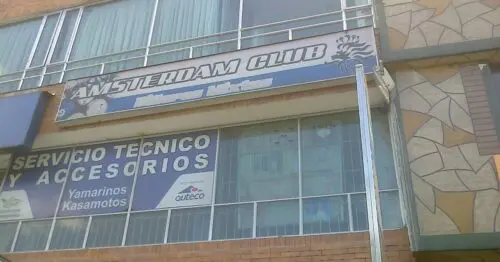 AMSTERDAM CLUB
SERVICIO TECNICO
Y ACCESORIOS
Yamarinos
Kasamotos
auteco